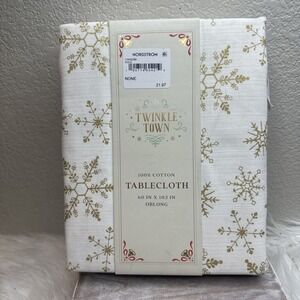 NORDSTROM
NONE
21.97
TWINKLE
TOWN
100% COTTON
TABLECLOTH
60 IN X 102 IN
OBLONG